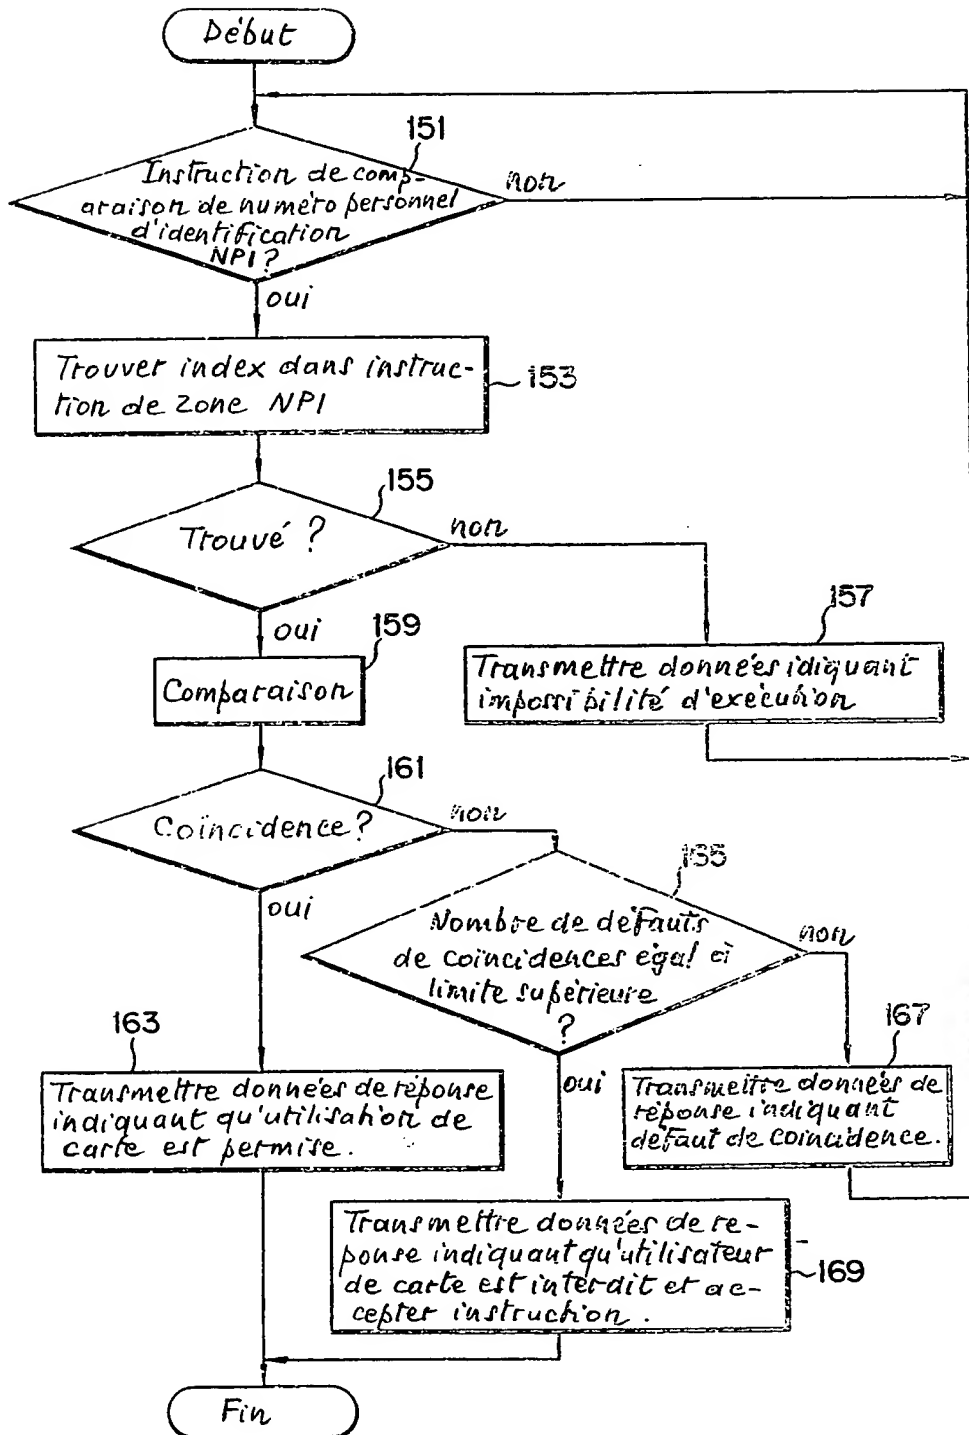 Début
151
Instruction de comp-
araison de numéro personnel
d'identification
NPI?
non
oui
Trouver index dans instruc-
tion de zone NPI
153
155
Trouvé ?
non
oui
159
157
Comparaison
Transmettre données idiquant
impossibilité d'exécution
161
Coïncidence?
non
oui
165
Nombre de défauts
de coïncidences égal à
limite supérieure
?
non
oui
163
167
Transmettre données de réponse
indiquant qu'utilisation de
carte est permise.
Transmettre données de
réponse indiquant
défaut de coincidence.
Transmettre données de re-
ponse indiquant qu'utilisateur
de carte est interdit et ac-
cepter instruction.
169
Fin